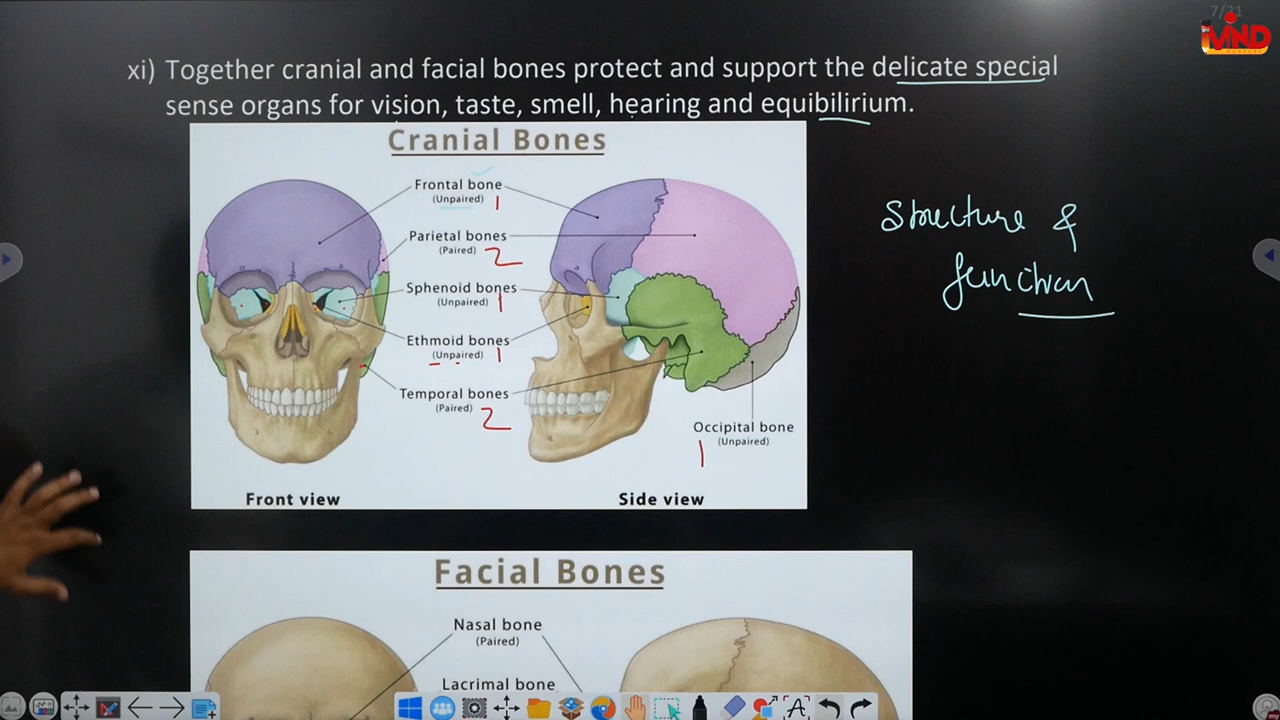 7/21
iVND
xi) Together cranial and facial bones protect and support the delicate special
sense organs for vision, taste, smell, hearing and equibilirium.
Cranial Bones
Frontal bone
(Unpaired) 1
Parietal bones
(Paired) 2
Sphenoid bones
(Unpaired) 1
Ethmoid bones
(Unpaired) 1
Temporal bones
(Paired) 2
Occipital bone
(Unpaired)
1
Front view
Side view
Structure &
function
Facial Bones
Nasal bone
(Paired)
Lacrimal bone